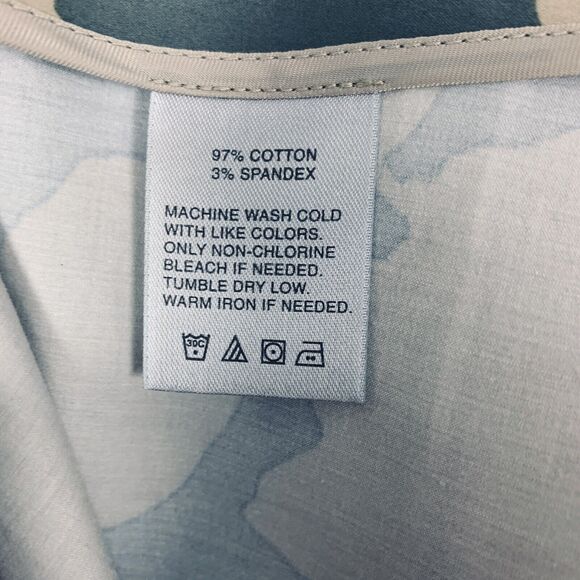 97% COTTON
3% SPANDEX
MACHINE WASH COLD
WITH LIKE COLORS.
ONLY NON-CHLORINE
BLEACH IF NEEDED.
TUMBLE DRY LOW.
WARM IRON IF NEEDED.
30C